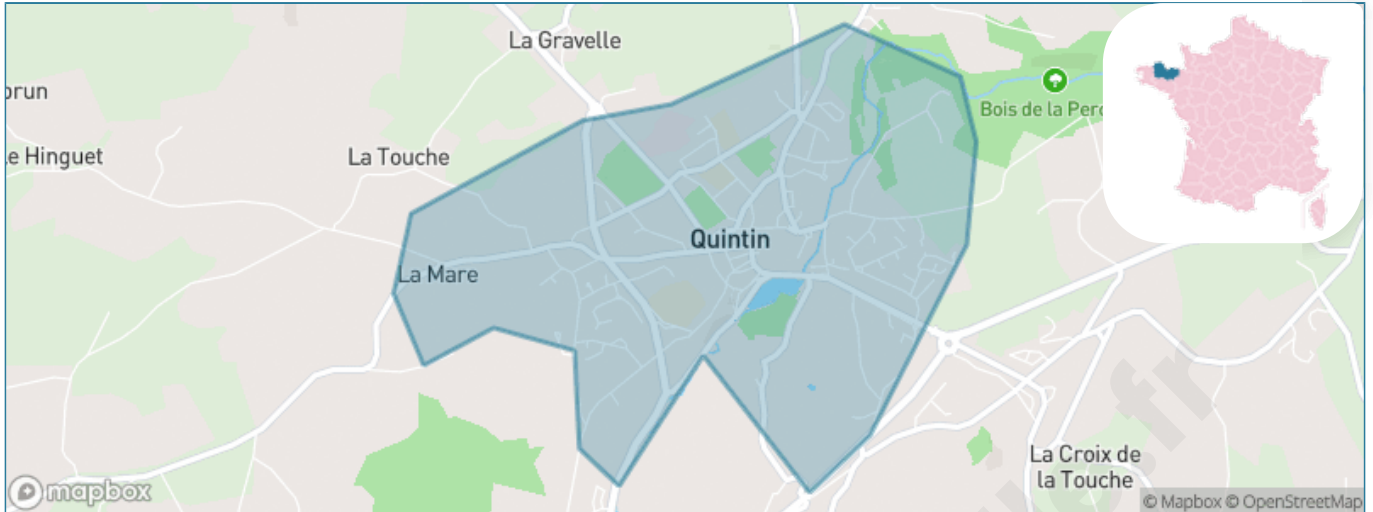 La Gravelle
orun
Bois de la Perc
e Hinguet
La Touche
Quintin
La Mare
La Croix de
la Touche
mapbox
© Mapbox © OpenStreetMap